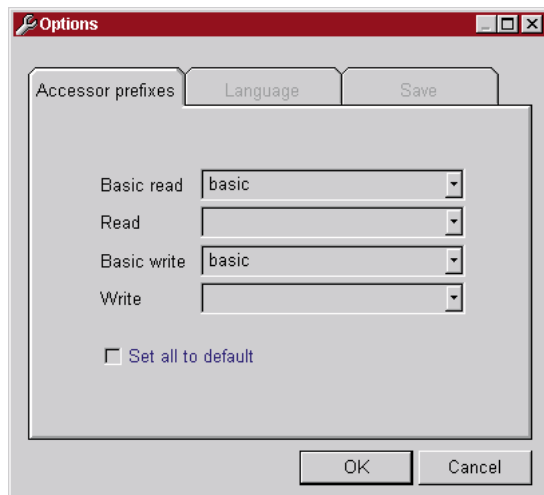 Options
Accessor prefixes Language Save
Basic read basic
Read
Basic write basic
Write
Set all to default
OK Cancel